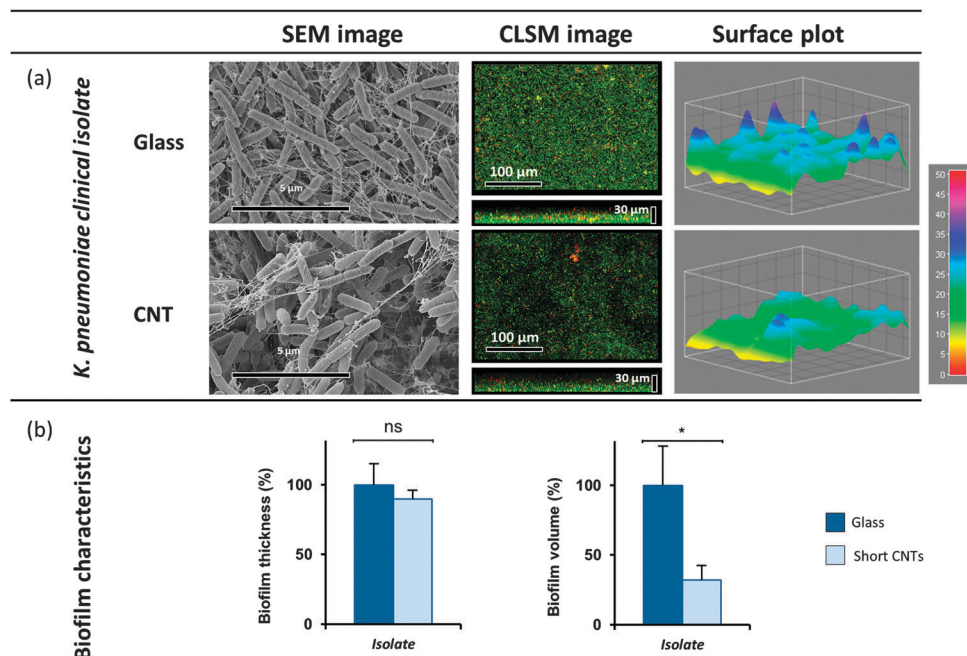 SEM image CLSM image Surface plot
(a)
K. pneumoniae clinical isolate
Glass
5 µm
100 µm
30 µm
50
45
40
35
30
25
20
15
10
5
0
CNT
5 µm
100 µm
30 µm
(b)
Biofilm characteristics
Biofilm thickness (%)
100
50
0
ns
Isolate
Biofilm volume (%)
100
50
0
*
Isolate
Glass
Short CNTs